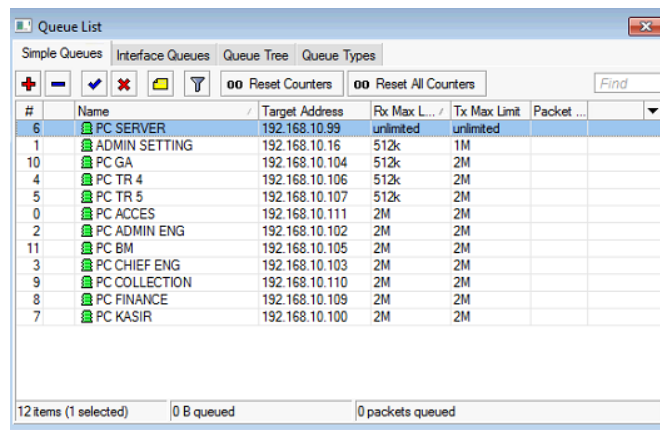 Queue List
Simple Queues Interface Queues Queue Tree Queue Types
00 Reset Counters 00 Reset All Counters Find
# Name Target Address Rx Max L... Tx Max Limit Packet ...
6 PC SERVER 192.168.10.99 unlimited unlimited
1 ADMIN SETTING 192.168.10.16 512k 1M
10 PC GA 192.168.10.104 512k 2M
4 PC TR 4 192.168.10.106 512k 2M
5 PC TR 5 192.168.10.107 512k 2M
0 PC ACCES 192.168.10.111 2M 2M
2 PC ADMIN ENG 192.168.10.102 2M 2M
11 PC BM 192.168.10.105 2M 2M
3 PC CHIEF ENG 192.168.10.103 2M 2M
9 PC COLLECTION 192.168.10.110 2M 2M
8 PC FINANCE 192.168.10.109 2M 2M
7 PC KASIR 192.168.10.100 2M 2M
12 items (1 selected) 0 B queued 0 packets queued